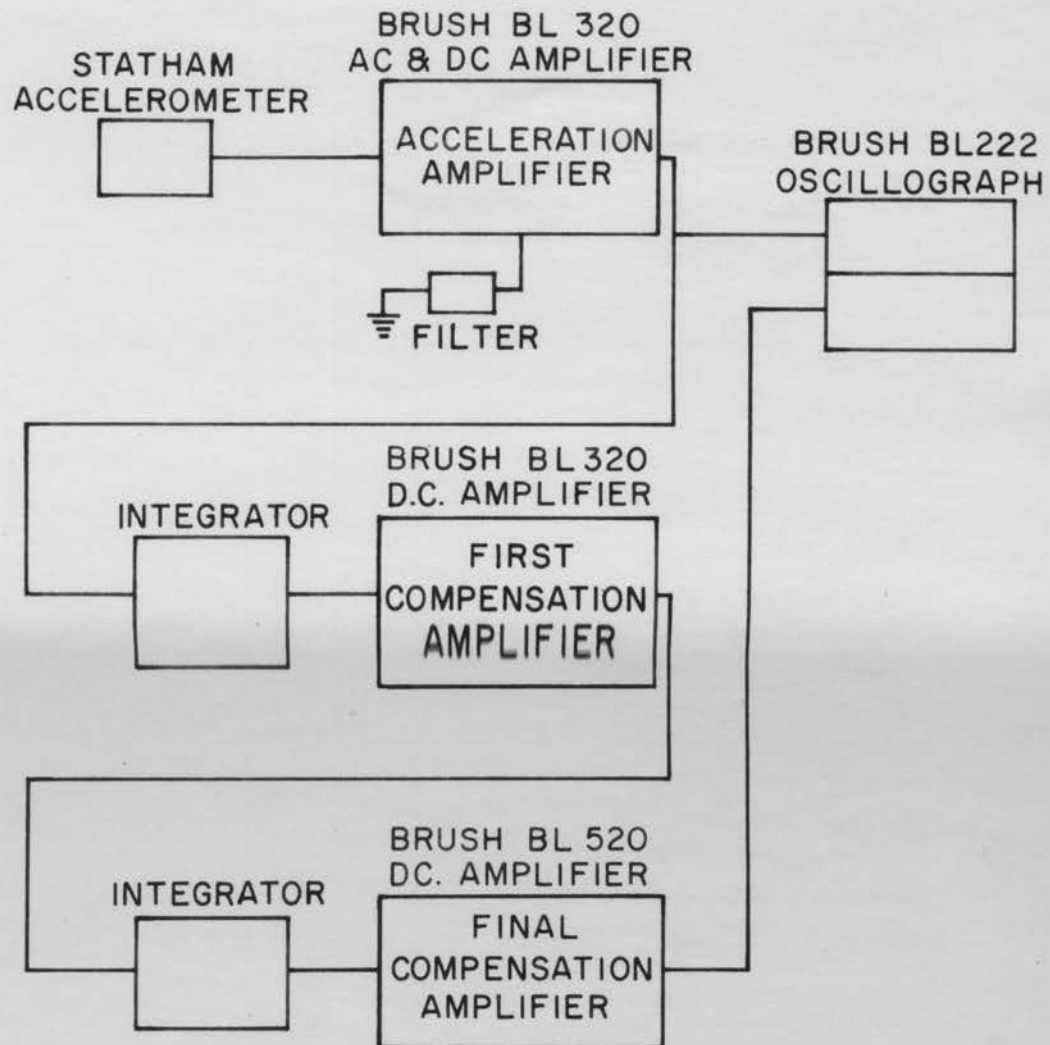 STATHAM
ACCELEROMETER
BRUSH BL 320
AC & DC AMPLIFIER
ACCELERATION
AMPLIFIER
BRUSH BL222
OSCILLOGRAPH
FILTER
INTEGRATOR
BRUSH BL 320
D.C. AMPLIFIER
FIRST
COMPENSATION
AMPLIFIER
INTEGRATOR
BRUSH BL 520
DC. AMPLIFIER
FINAL
COMPENSATION
AMPLIFIER